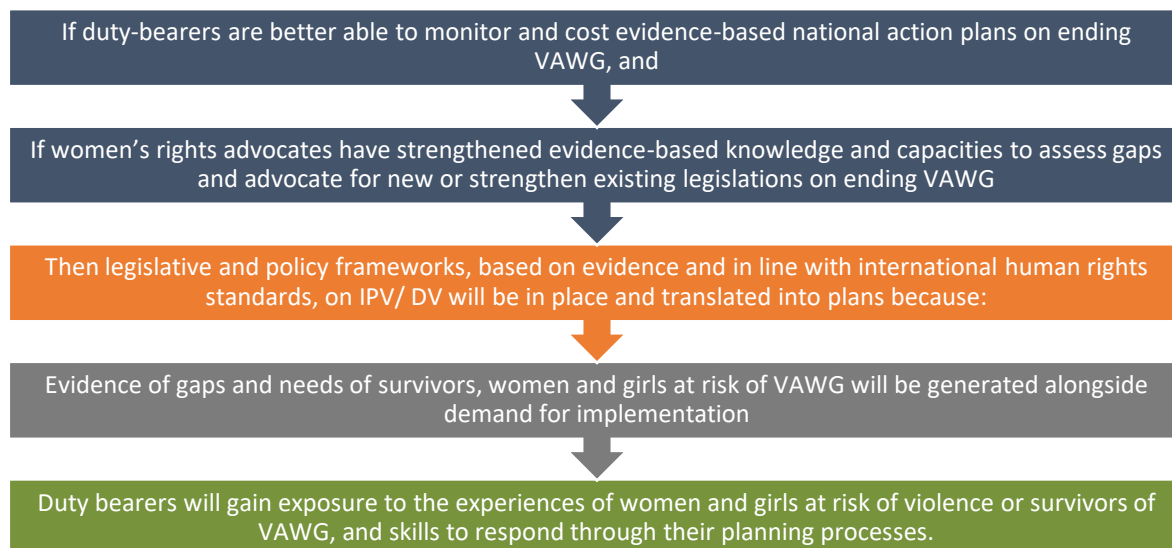 If duty-bearers are better able to monitor and cost evidence-based national action plans on ending
VAWG, and
If women’s rights advocates have strengthened evidence-based knowledge and capacities to assess gaps
and advocate for new or strengthen existing legislations on ending VAWG
Then legislative and policy frameworks, based on evidence and in line with international human rights
standards, on IPV/ DV will be in place and translated into plans because:
Evidence of gaps and needs of survivors, women and girls at risk of VAWG will be generated alongside
demand for implementation
Duty bearers will gain exposure to the experiences of women and girls at risk of violence or survivors of
VAWG, and skills to respond through their planning processes.